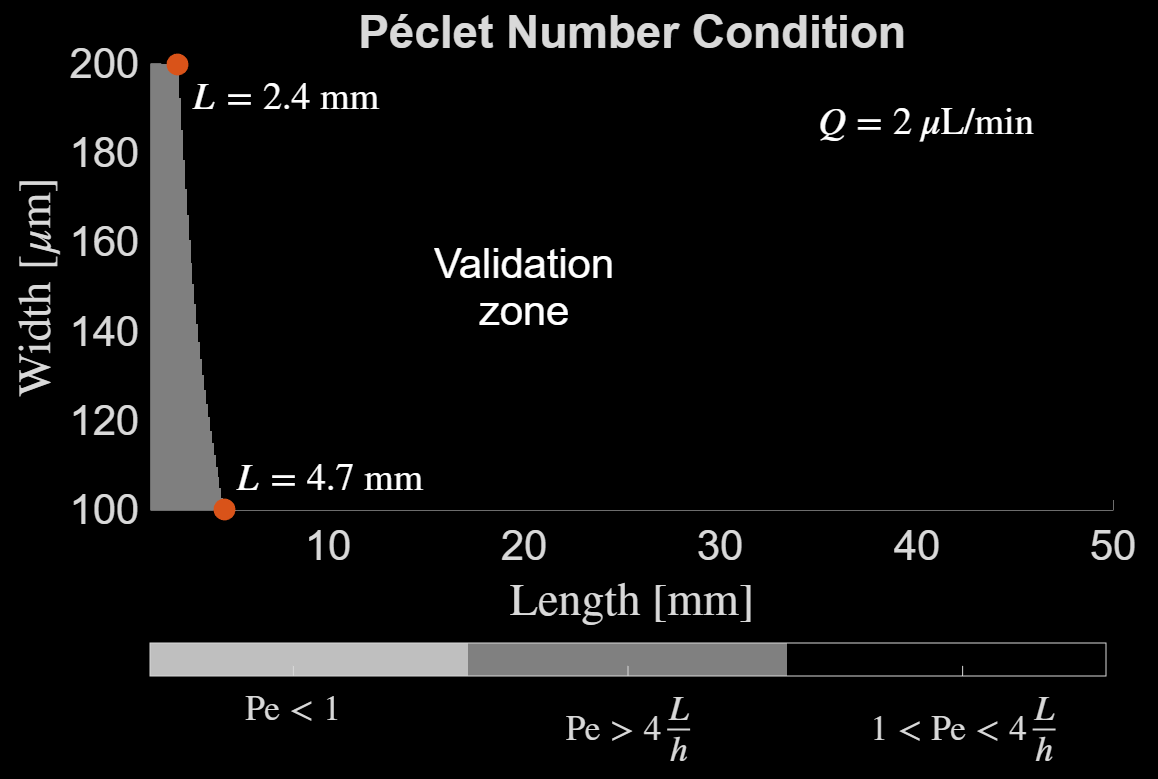 Péclet Number Condition
200
L = 2.4 mm
Q = 2 μL/min
180
160
Validation
zone
140
120
L = 4.7 mm
100
Width [μm]
10 20 30 40 50
Length [mm]
Pe < 1
Pe > 4 L/h
1 < Pe < 4 L/h